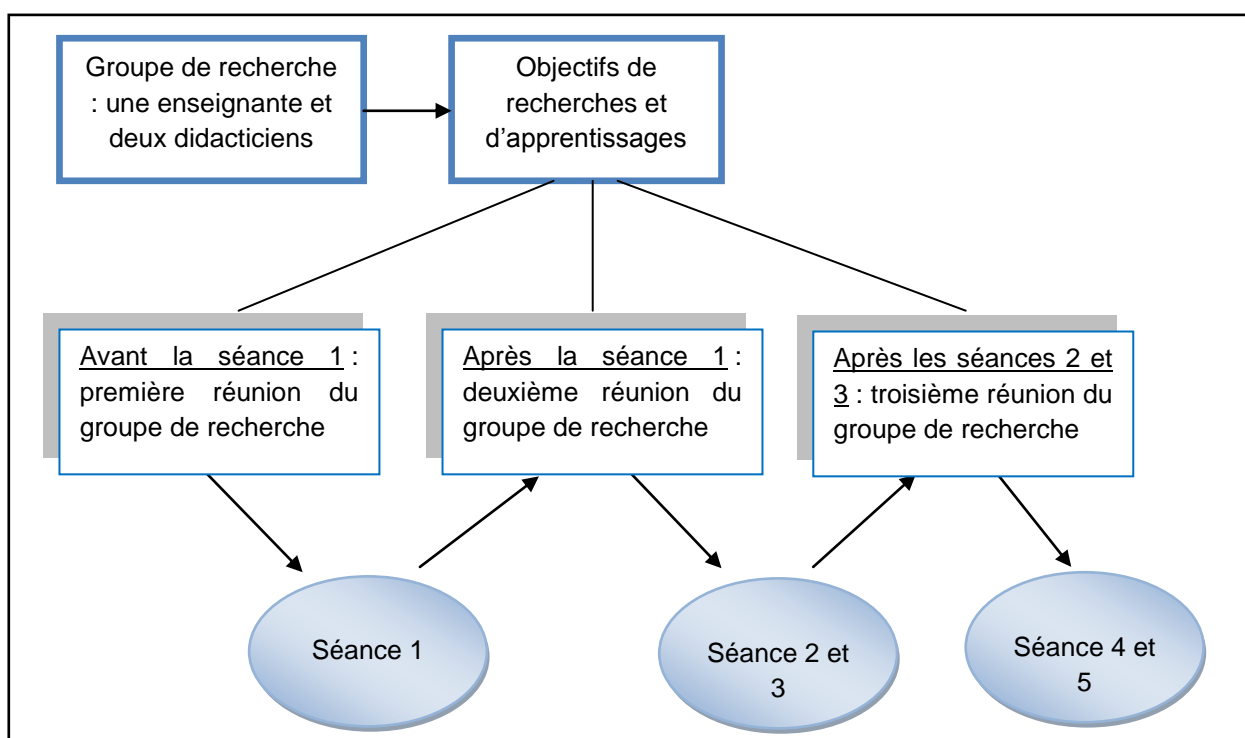 Groupe de recherche
: une enseignante et
deux didacticiens
Objectifs de
recherches et
d'apprentissages
Avant la séance 1 :
première réunion du
groupe de recherche
Après la séance 1 :
deuxième réunion du
groupe de recherche
Après les séances 2 et
3 : troisième réunion du
groupe de recherche
Séance 1
Séance 2 et
3
Séance 4 et
5